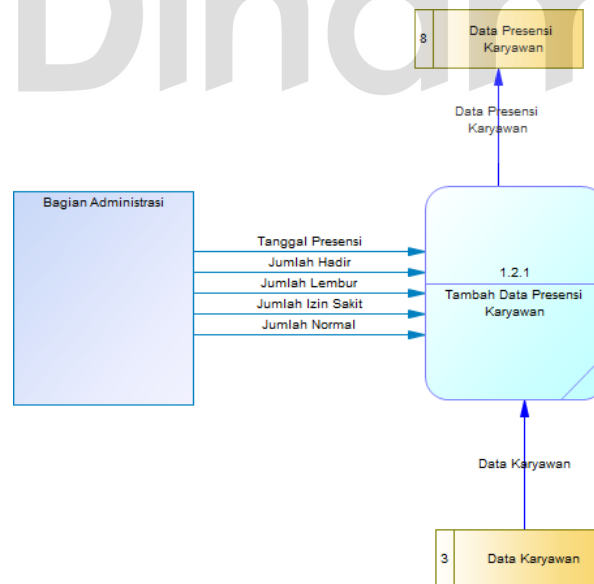 Dinam
8
Data Presensi
Karyawan
Data Presensi
Karyawan
Bagian Administrasi
Tanggal Presensi
Jumlah Hadir
Jumlah Lembur
Jumlah Izin Sakit
Jumlah Normal
1.2.1
Tambah Data Presensi
Karyawan
Data Karyawan
3
Data Karyawan